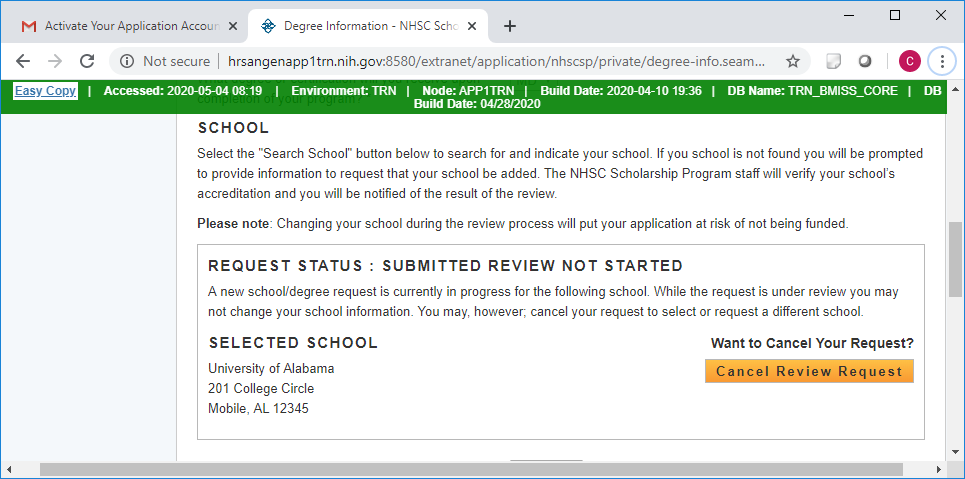 Activate Your Application Accoun
Degree Information - NHSC Scho
Not secure | hrsangenapp1trn.nih.gov:8580/extranet/application/nhscsp/private/degree-info.seam...
C
Easy Copy | Accessed: 2020-05-04 08:19 | Environment: TRN | Node: APP1TRN | Build Date: 2020-04-10 19:36 | DB Name: TRN_BMISS_CORE | DB
Build Date: 04/28/2020
completion of your program?
SCHOOL
Select the "Search School" button below to search for and indicate your school. If you school is not found you will be prompted
to provide information to request that your school be added. The NHSC Scholarship Program staff will verify your school's
accreditation and you will be notified of the result of the review.
Please note: Changing your school during the review process will put your application at risk of not being funded.
REQUEST STATUS : SUBMITTED REVIEW NOT STARTED
A new school/degree request is currently in progress for the following school. While the request is under review you may
not change your school information. You may, however; cancel your request to select or request a different school.
SELECTED SCHOOL
Want to Cancel Your Request?
University of Alabama
Cancel Review Request
201 College Circle
Mobile, AL 12345